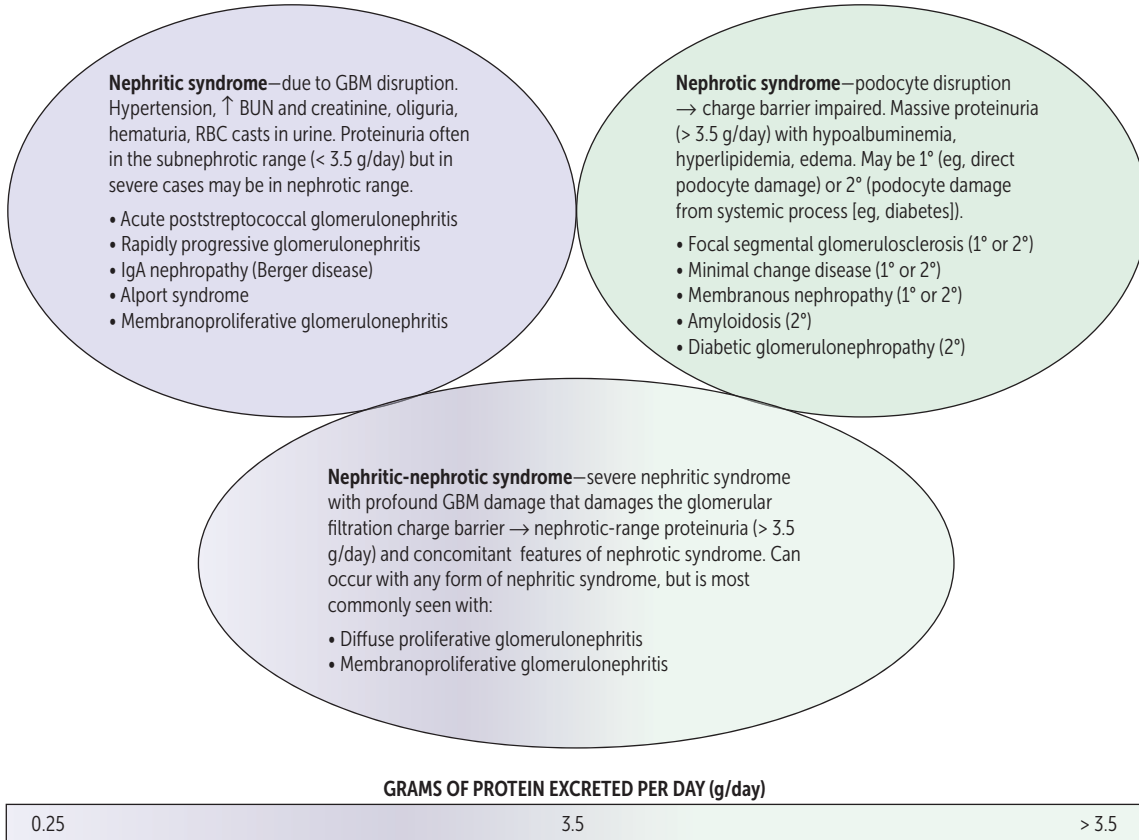 Nephritic syndrome—due to GBM disruption.
Hypertension, ↑ BUN and creatinine, oliguria,
hematuria, RBC casts in urine. Proteinuria often
in the subnephrotic range (< 3.5 g/day) but in
severe cases may be in nephrotic range.
• Acute poststreptococcal glomerulonephritis
• Rapidly progressive glomerulonephritis
• IgA nephropathy (Berger disease)
• Alport syndrome
• Membranoproliferative glomerulonephritis
Nephrotic syndrome—podocyte disruption
→ charge barrier impaired. Massive proteinuria
(> 3.5 g/day) with hypoalbuminemia,
hyperlipidemia, edema. May be 1° (eg, direct
podocyte damage) or 2° (podocyte damage
from systemic process [eg, diabetes]).
• Focal segmental glomerulosclerosis (1° or 2°)
• Minimal change disease (1° or 2°)
• Membranous nephropathy (1° or 2°)
• Amyloidosis (2°)
• Diabetic glomerulonephropathy (2°)
Nephritic-nephrotic syndrome—severe nephritic syndrome
with profound GBM damage that damages the glomerular
filtration charge barrier → nephrotic-range proteinuria (> 3.5
g/day) and concomitant features of nephrotic syndrome. Can
occur with any form of nephritic syndrome, but is most
commonly seen with:
• Diffuse proliferative glomerulonephritis
• Membranoproliferative glomerulonephritis
GRAMS OF PROTEIN EXCRETED PER DAY (g/day)
0.25 3.5 > 3.5